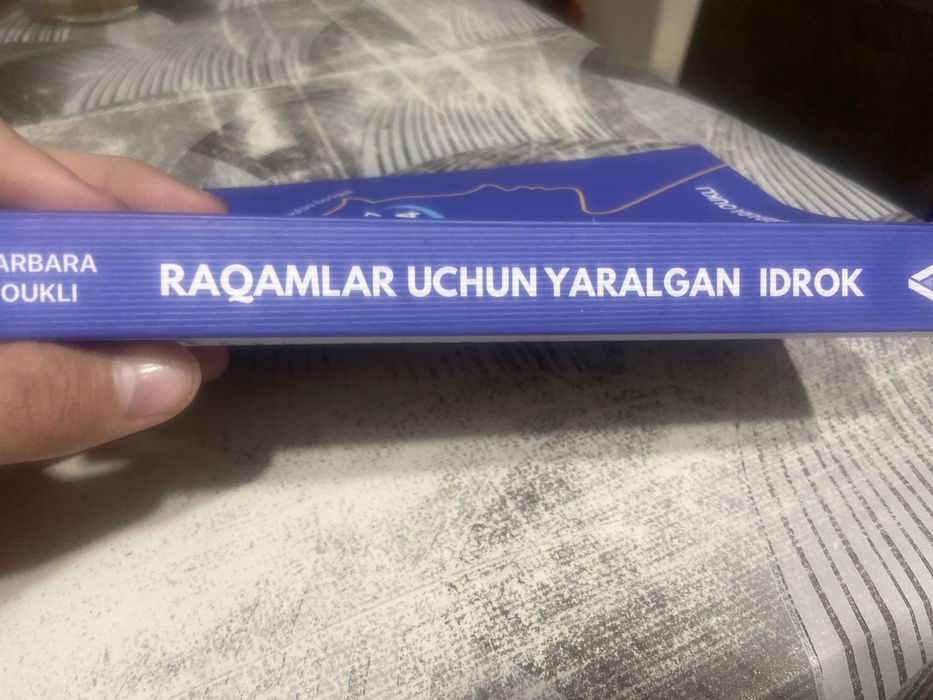 ARBARA
OUKLI
RAQAMLAR UCHUN YARALGAN IDROK